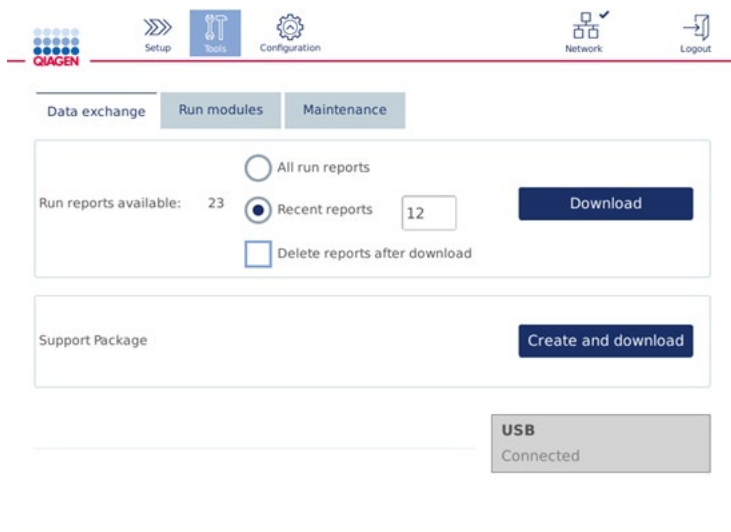 QIAGEN
Setup
Tools
Configuration
Network
Logout
Data exchange
Run modules
Maintenance
All run reports
Run reports available: 23
Recent reports 12
Download
Delete reports after download
Support Package
Create and download
USB
Connected